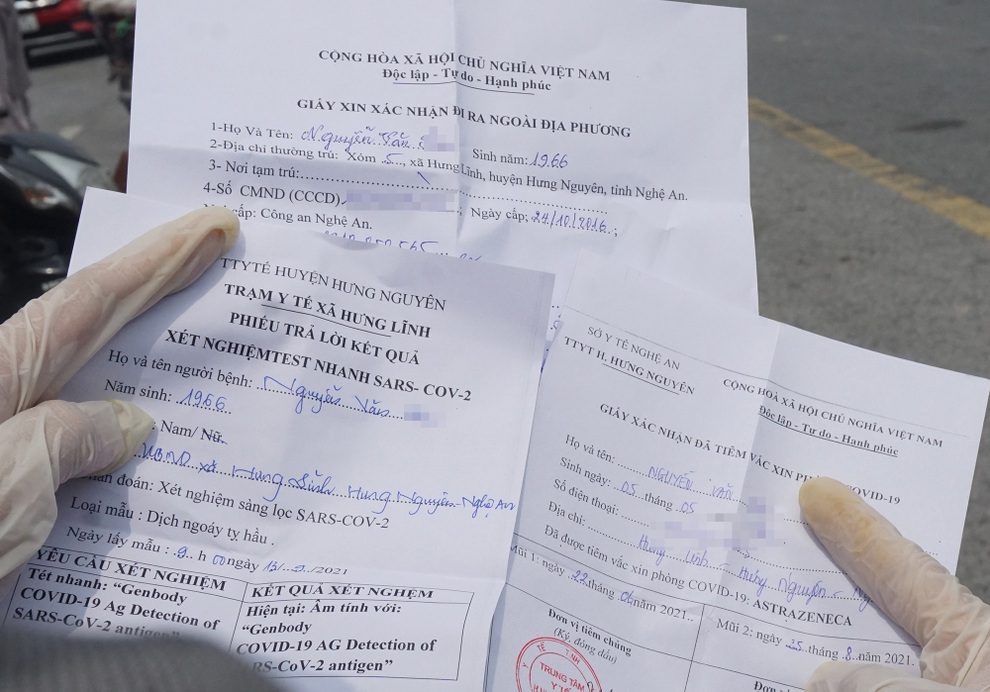 CỘNG HÒA XÃ HỘI CHỦ NGHĨA VIỆT NAM
Độc lập - Tự do - Hạnh phúc
GIẤY XIN XÁC NHẬN ĐI RA NGOÀI ĐỊA PHƯƠNG
1-Họ Và Tên: Nguyễn Văn Sinh năm: 1966
2-Địa chỉ thường trú: Xóm 5, xã Hưng Lĩnh, huyện Hưng Nguyên, tỉnh Nghệ An.
3- Nơi tạm trú:
4-Số CMND (CCCD) Ngày cấp: 24/10/2016.;
cấp: Công an Nghệ An.
TTYTẾ HUYỆN HƯNG NGUYÊN
TRẠM Y TẾ XÃ HƯNG LĨNH
PHIẾU TRẢ LỜI KẾT QUẢ
XÉT NGHIỆMTEST NHANH SARS- COV-2
Họ và tên người bệnh: Nguyễn Văn
Năm sinh: 1966
: Nam/ Nữ.
UBND xã Hưng Lĩnh Hưng Nguyên-Nghệ An
đoán: Xét nghiệm sàng lọc SARS-COV-2
Loại mẫu : Dịch ngoáy tỵ hầu .
Ngày lấy mẫu : 9 h 00 ngày /2021
YÊU CẦU XÉT NGHIỆM
Tét nhanh: “Genbody
COVID-19 Ag Detection of
SARS-CoV-2 antigen”
KẾT QUẢ XÉT NGHIỆM
Hiện tại: Âm tính với:
“Genbody
COVID-19 AG Detection of
RS-CoV-2 antigen”
SỞ Y TẾ NGHỆ AN
TTYT H. HƯNG NGUYÊN
CỘNG HÒA XÃ HỘI CHỦ NGHĨA VIỆT NAM
Độc lập - Tự do - Hạnh phúc
GIẤY XÁC NHẬN ĐÃ TIÊM VẮC XIN COVID-19
Họ và tên: NGUYỄN VĂN
Sinh ngày: 05 tháng 05
Số điện thoại:
Địa chỉ: Hưng Lĩnh - Hưng Nguyên -
Đã được tiêm vắc xin phòng COVID-19: ASTRAZENECA
Mũi 1: ngày 22 tháng 06 năm 2021.
Mũi 2: ngày 25 tháng 8 năm 2021.
Đơn vị tiêm chủng
(Ký, đóng dấu)
TRUNG TÂM